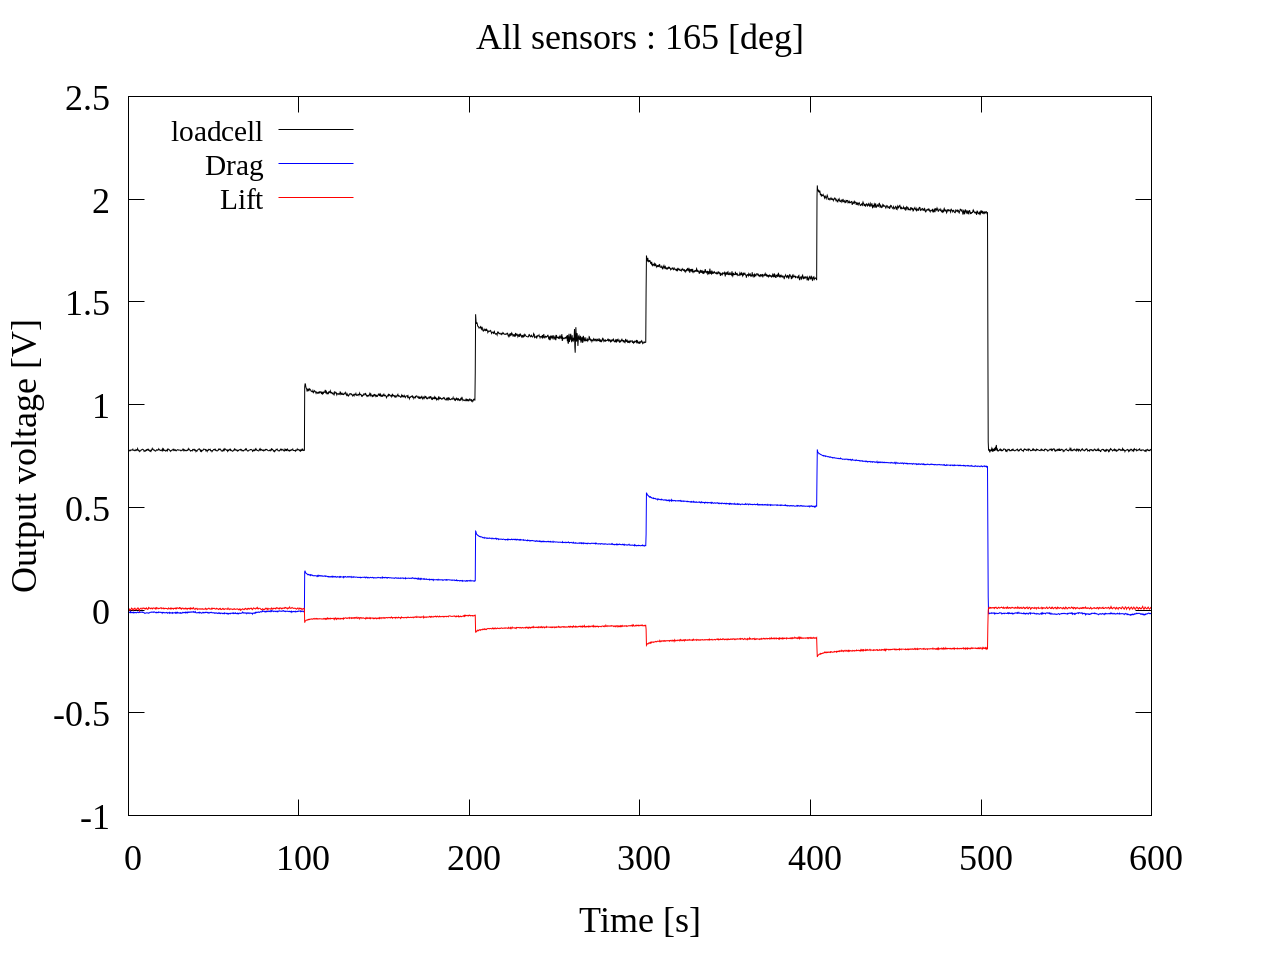 All sensors : 165 [deg]
2.5
2
1.5
1
0.5
0
-0.5
-1
Output voltage [V]
loadcell
Drag
Lift
0 100 200 300 400 500 600
Time [s]